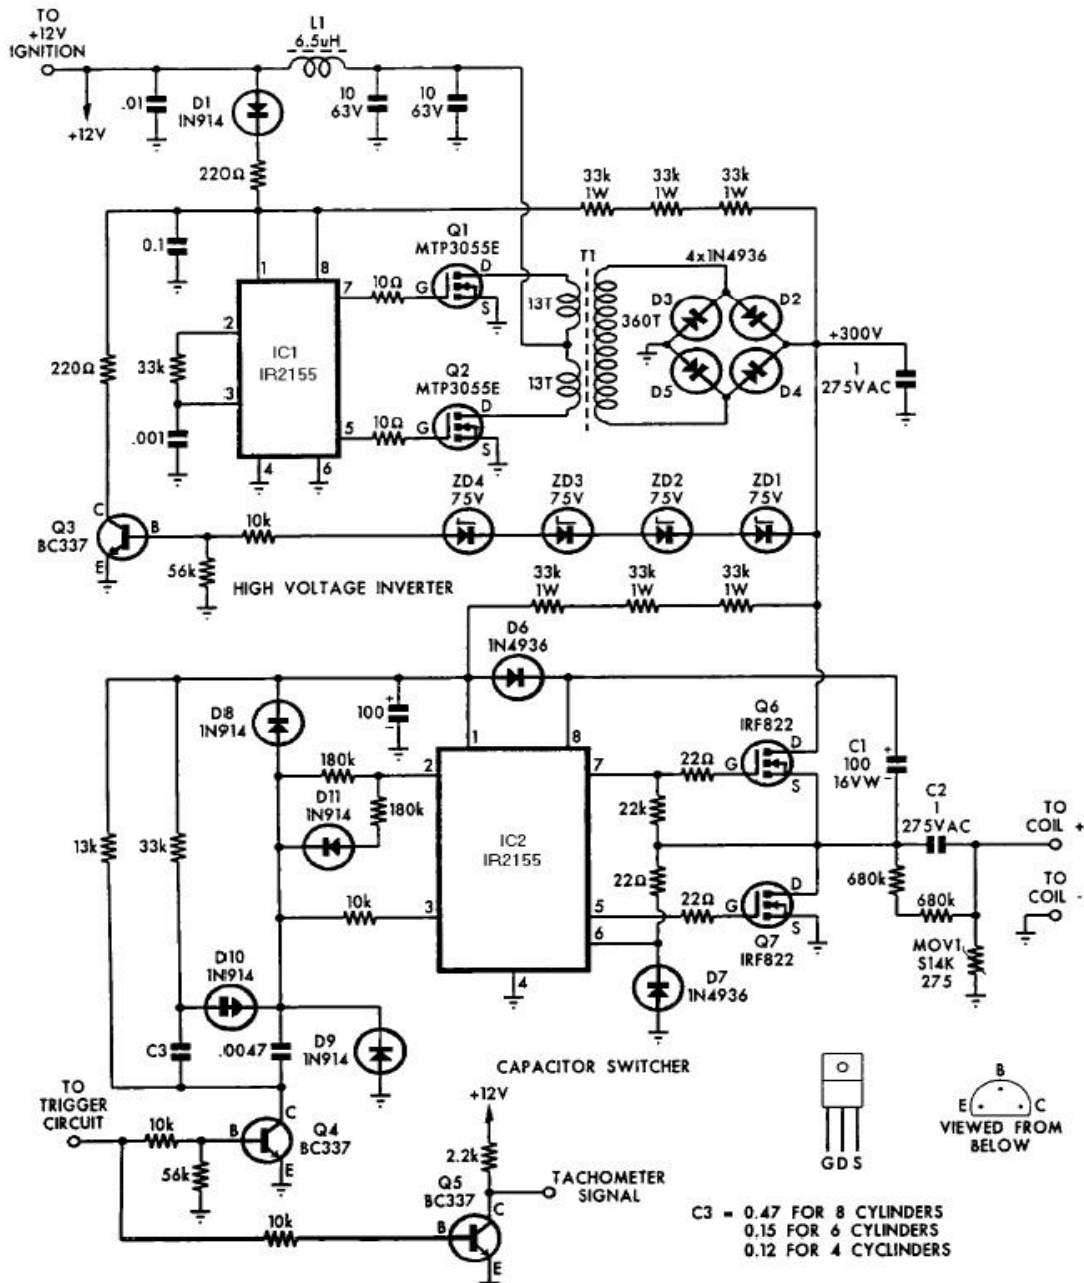 TO
+12V
IGNITION
L1
6.5uH
+12V
.01
D1
1N914
10
63V
10
63V
220Ω
33k
1W
33k
1W
33k
1W
0.1
Q1
MTP3055E
T1
4x1N4936
1
8
7
10Ω
G
D
S
13T
360T
D3
D2
+300V
2
33k
3
IC1
IR2155
220Ω
Q2
MTP3055E
13T
D5
D4
1
275VAC
.001
5
10Ω
G
D
S
4
6
ZD4
75V
ZD3
75V
ZD2
75V
ZD1
75V
C
Q3
BC337
B
E
10k
56k
HIGH VOLTAGE INVERTER
33k
1W
33k
1W
33k
1W
D6
1N4936
D8
1N914
100
+
-
1
8
Q6
IRF822
180k
2
7
22Ω
G
D
S
C1
100
16VW
+
-
D11
1N914
180k
22k
C2
1
275VAC
TO
COIL +
13k
33k
IC2
IR2155
22Ω
680k
TO
COIL -
10k
3
5
22Ω
G
D
S
680k
6
Q7
IRF822
MOV1
S14K
275
D10
1N914
4
D7
1N4936
C3
.0047
D9
1N914
CAPACITOR SWITCHER
TO
TRIGGER
CIRCUIT
+12V
10k
B
C
E
Q4
BC337
56k
2.2k
G D S
B
E
C
VIEWED FROM
BELOW
Q5
BC337
TACHOMETER
SIGNAL
10k
B
C
E
C3 = 0.47 FOR 8 CYLINDERS
0.15 FOR 6 CYLINDERS
0.12 FOR 4 CYCLINDERS